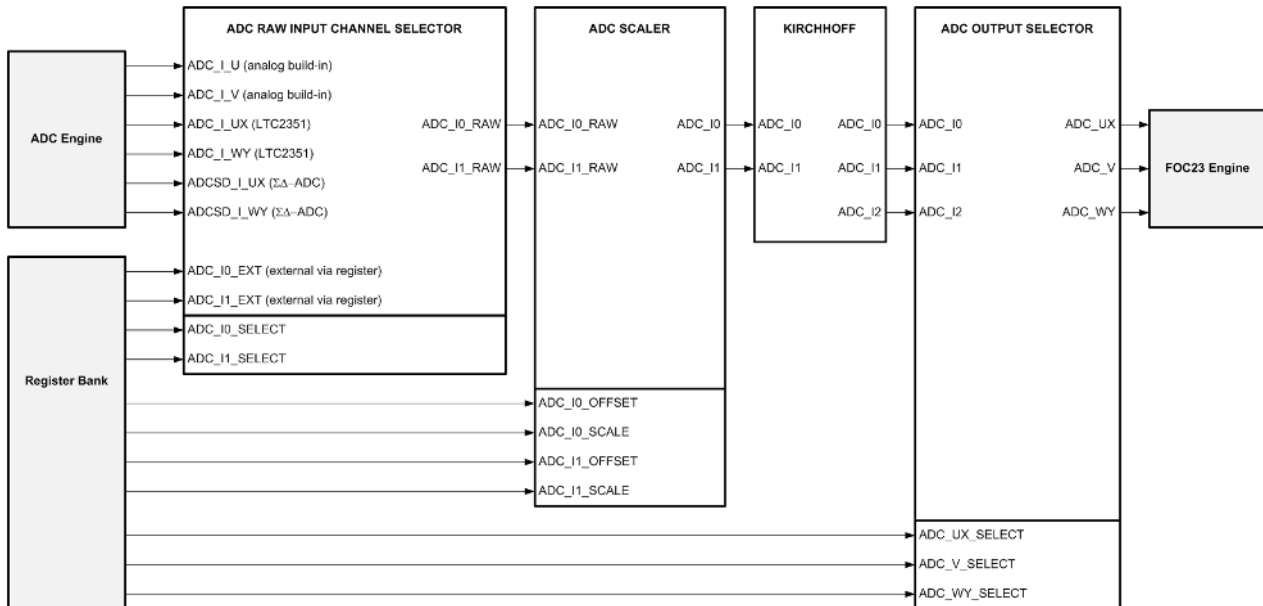 ADC RAW INPUT CHANNEL SELECTOR
ADC SCALER
KIRCHHOFF
ADC OUTPUT SELECTOR
ADC Engine
ADC_I_U (analog build-in)
ADC_I_V (analog build-in)
ADC_I_UX (LTC2351)
ADC_I_WY (LTC2351)
ADCSD_I_UX (ΣΔ–ADC)
ADCSD_I_WY (ΣΔ–ADC)
ADC_I0_RAW
ADC_I1_RAW
ADC_I0_RAW
ADC_I1_RAW
ADC_I0
ADC_I1
ADC_I0
ADC_I1
ADC_I0
ADC_I1
ADC_I2
ADC_I0
ADC_I1
ADC_I2
ADC_UX
ADC_V
ADC_WY
FOC23 Engine
Register Bank
ADC_I0_EXT (external via register)
ADC_I1_EXT (external via register)
ADC_I0_SELECT
ADC_I1_SELECT
ADC_I0_OFFSET
ADC_I0_SCALE
ADC_I1_OFFSET
ADC_I1_SCALE
ADC_UX_SELECT
ADC_V_SELECT
ADC_WY_SELECT